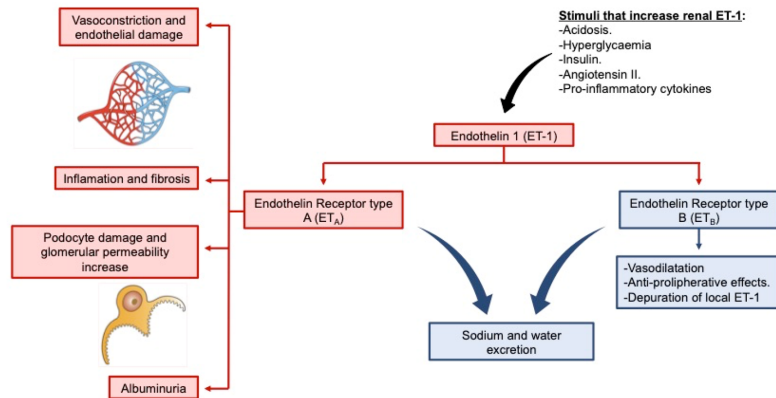 Vasoconstriction and
endothelial damage
Inflamation and fibrosis
Podocyte damage and
glomerular permeability
increase
Albuminuria
Stimuli that increase renal ET-1:
-Acidosis.
-Hyperglycaemia
-Insulin.
-Angiotensin II.
-Pro-inflammatory cytokines
Endothelin 1 (ET-1)
Endothelin Receptor type
A (ETA)
Endothelin Receptor type
B (ETB)
-Vasodilatation
-Anti-prolipherative effects.
-Depuration of local ET-1
Sodium and water
excretion